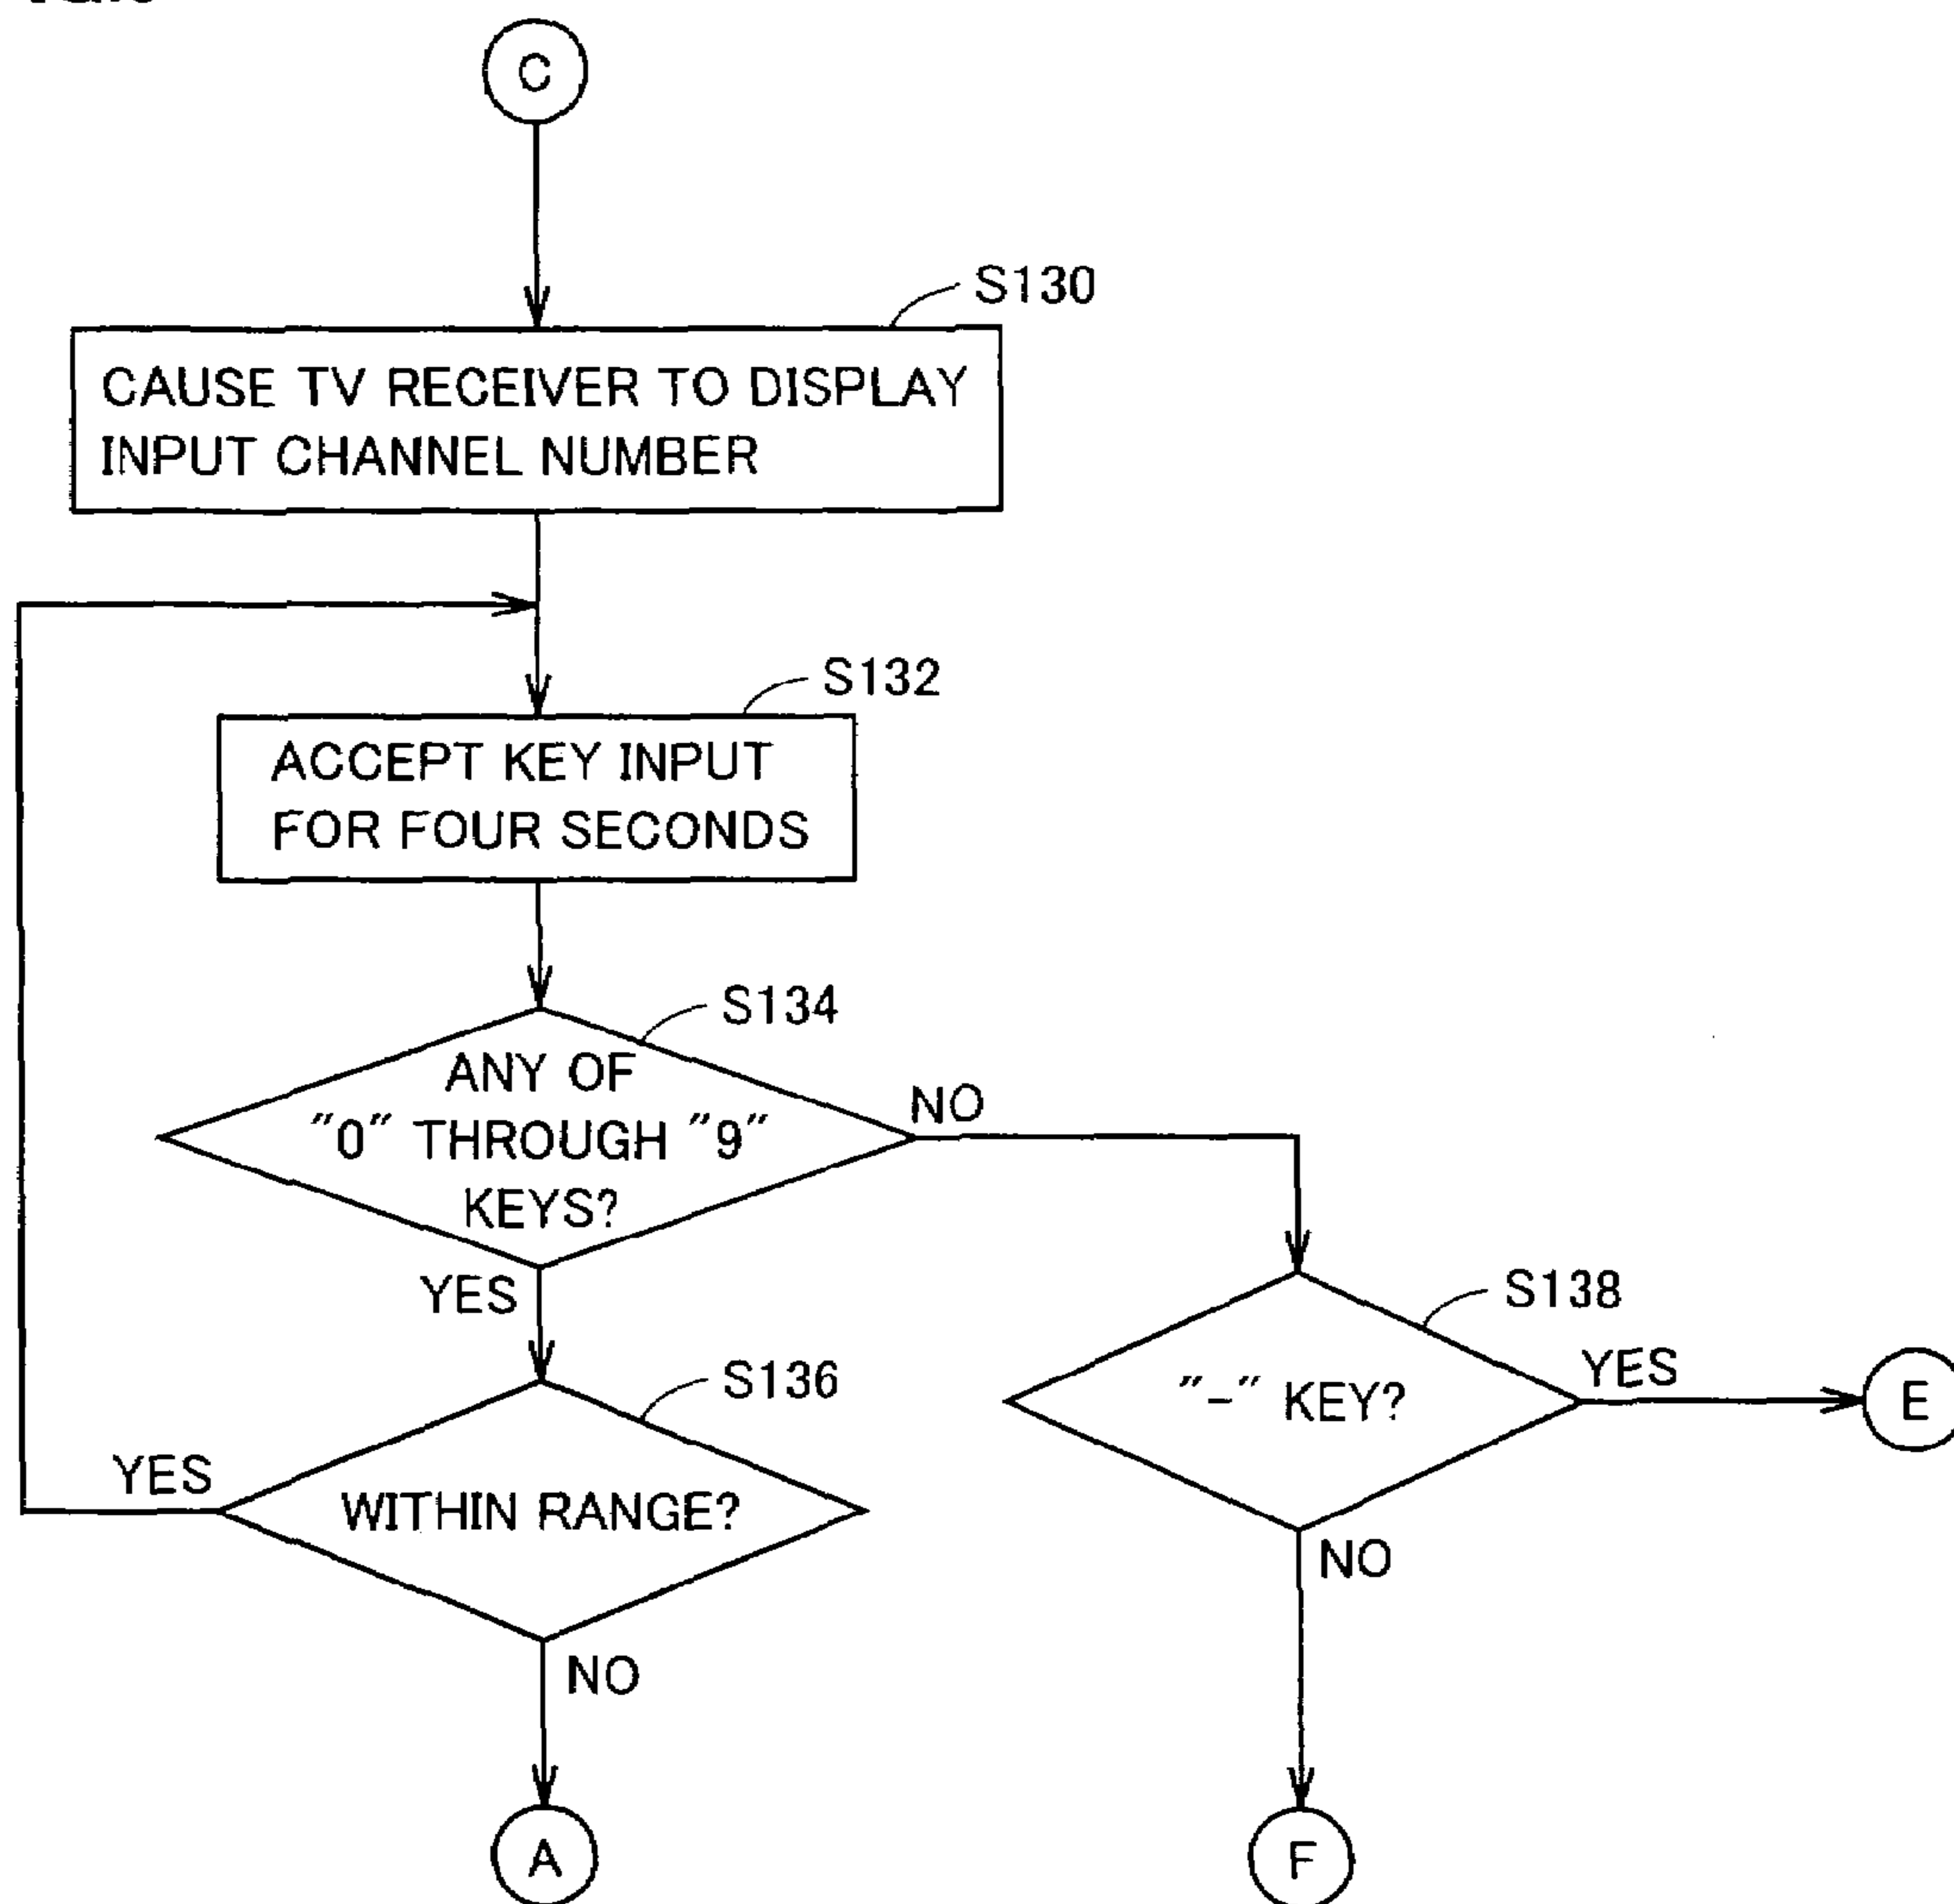 C
S130
CAUSE TV RECEIVER TO DISPLAY
INPUT CHANNEL NUMBER
S132
ACCEPT KEY INPUT
FOR FOUR SECONDS
S134
ANY OF
"0" THROUGH "9"
KEYS?
NO
YES
S138
"-" KEY?
YES
E
S136
WITHIN RANGE?
YES
NO
NO
A
F